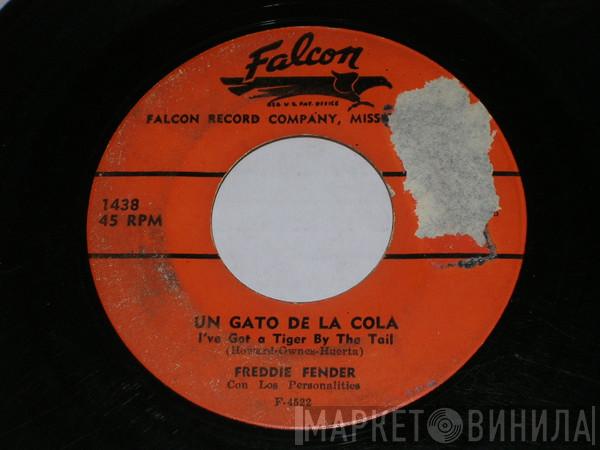 Falcon
REG. U.S. PAT. OFFICE
FALCON RECORD COMPANY, MISS
1438
45 RPM
UN GATO DE LA COLA
I've Got a Tiger By The Tail
(Howard-Ownes-Huerta)
FREDDIE FENDER
Con Los Personalities
F-4522
МАРКЕТ ВИНИЛА